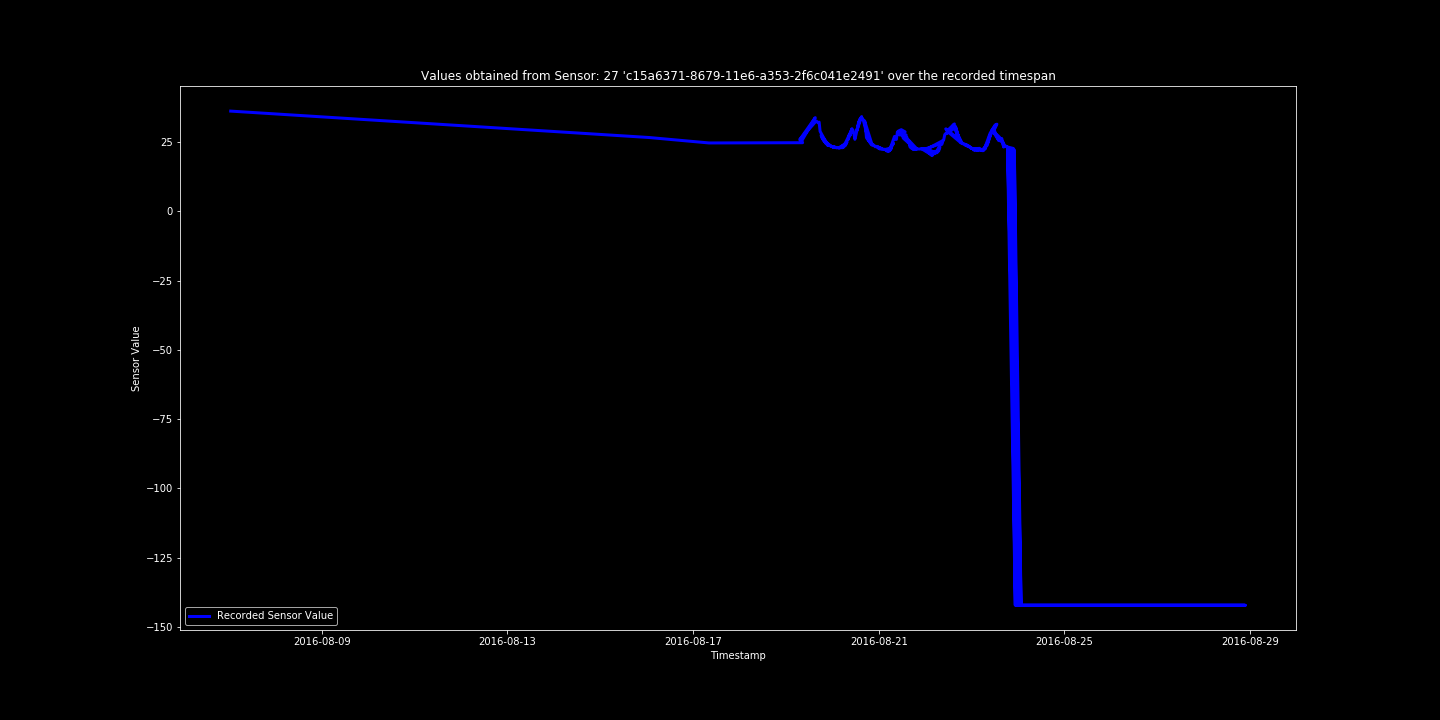 Values obtained from Sensor: 27 'c15a6371-8679-11e6-a353-2f6c041e2491' over the recorded timespan
25
0
−25
−50
−75
−100
−125
−150
Sensor Value
Recorded Sensor Value
2016-08-09 2016-08-13 2016-08-17 2016-08-21 2016-08-25 2016-08-29
Timestamp